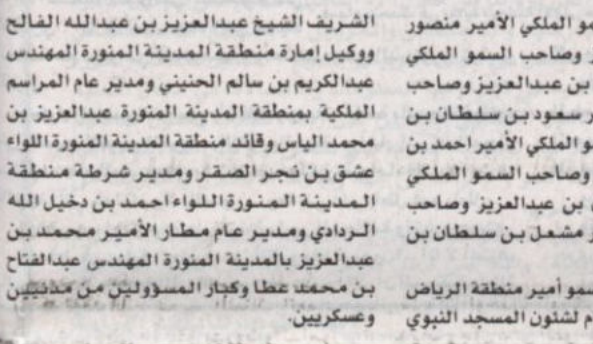 مو الملكي الأمير منصور
وصاحب السمو الملكي
بن عبدالعزيز وصاحب
سعود بن سلطان بن
و الملكي الأمير احمد بن
وصاحب السمو الملكي
بن عبدالعزيز وصاحب
مشعل بن سلطان بن
سمو أمير منطقة الرياض
م لشئون المسجد النبوي
الشريف الشيخ عبدالعزيز بن عبدالله الفالح
ووكيل إمارة منطقة المدينة المنورة المهندس
عبدالكريم بن سالم الحنيني ومدير عام المراسم
الملكية بمنطقة المدينة المنورة عبدالعزيز بن
محمد الياس وقائد منطقة المدينة المنورة اللواء
عشق بن نجر الصقر ومدير شرطة منطقة
المدينة المنورة اللواء احمد بن دخيل الله
الردادي ومدير عام مطار الأمير محمد بن
عبدالعزيز بالمدينة المنورة المهندس عبدالفتاح
بن محمد عطا وكبار المسؤولين من مدنيين
وعسكريين.